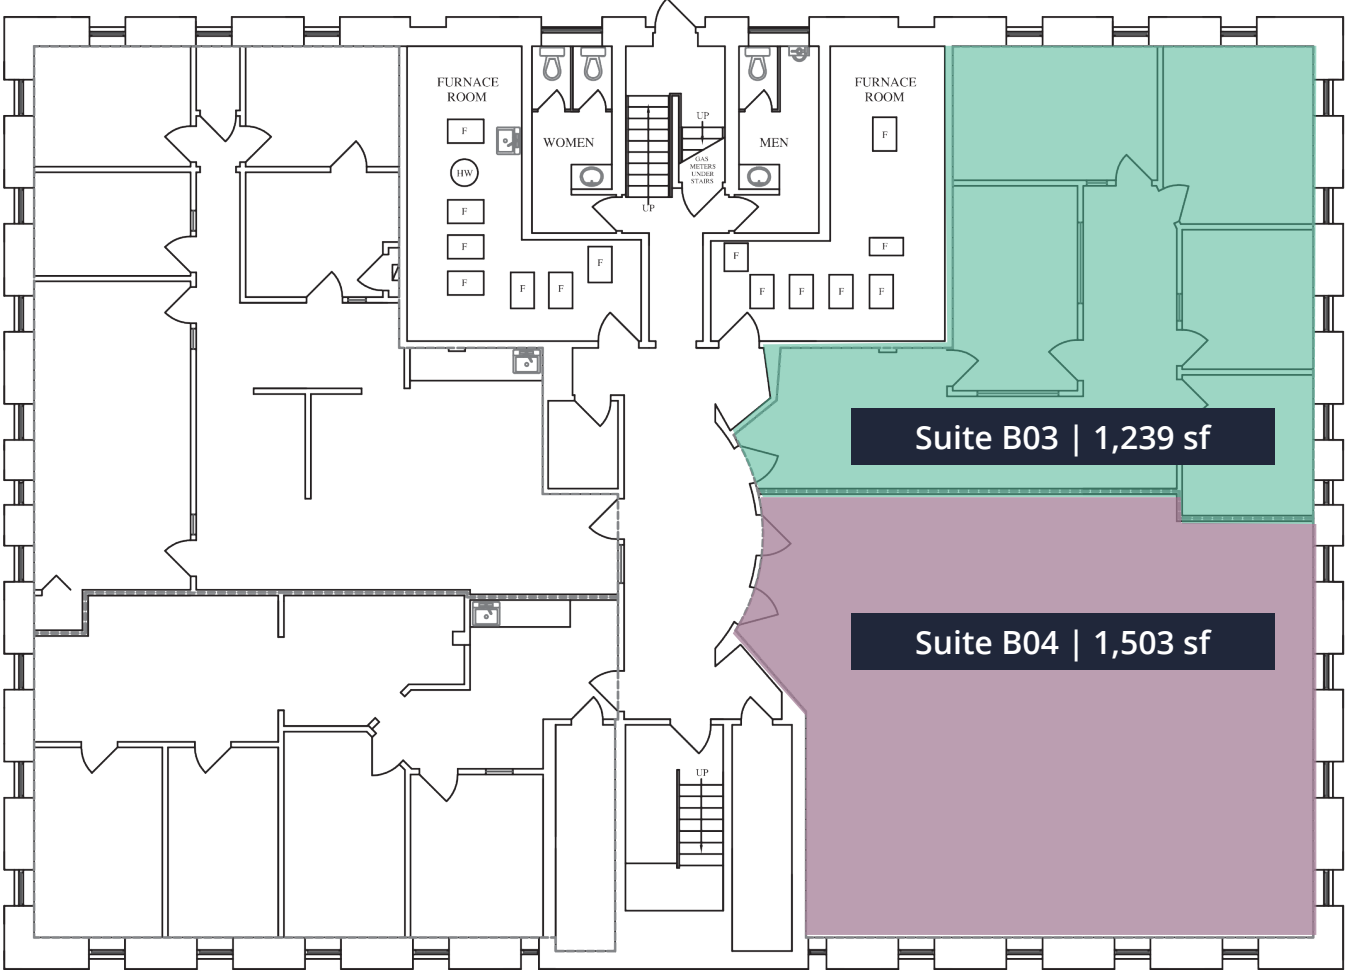 FURNACE
ROOM
F
HW
F
F
F
F
F
F
WOMEN
UP
UP
GAS
METERS
UNDER
STAIRS
MEN
FURNACE
ROOM
F
F
F
F
F
F
F
Suite B03 | 1,239 sf
Suite B04 | 1,503 sf
UP